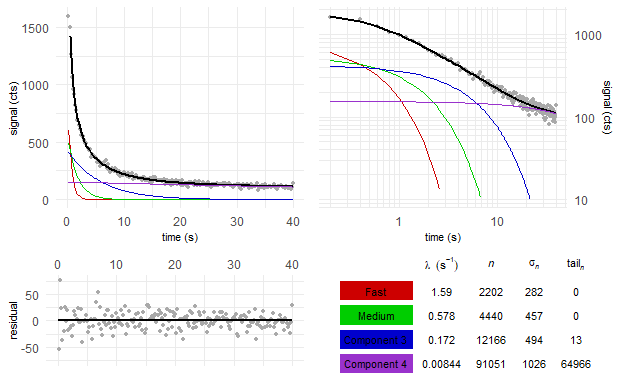 1500
1000
500
0
signal (cts)
0 10 20 30 40
time (s)
1000
100
10
signal (cts)
1 10
time (s)
0 10 20 30 40
50
0
-50
residual
λ (s⁻¹) n σₙ tailₙ
Fast 1.59 2202 282 0
Medium 0.578 4440 457 0
Component 3 0.172 12166 494 13
Component 4 0.00844 91051 1026 64966